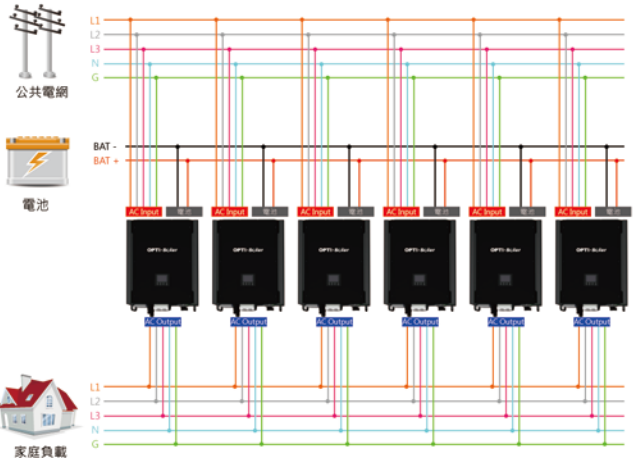 L1
L2
L3
N
G
公共電網
BAT -
BAT +
電池
AC Input 電池 AC Input 電池 AC Input 電池 AC Input 電池 AC Input 電池 AC Input 電池
OPTI-Solar OPTI-Solar OPTI-Solar OPTI-Solar OPTI-Solar OPTI-Solar
AC Output AC Output AC Output AC Output AC Output AC Output
L1
L2
L3
N
G
家庭負載